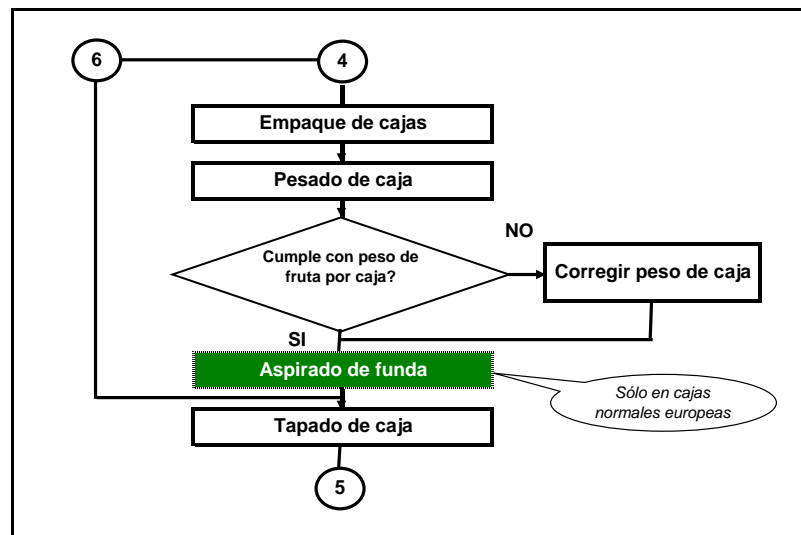 6
4
Empaque de cajas
Pesado de caja
Cumple con peso de
fruta por caja?
NO
Corregir peso de caja
SI
Aspirado de funda
Sólo en cajas
normales europeas
Tapado de caja
5